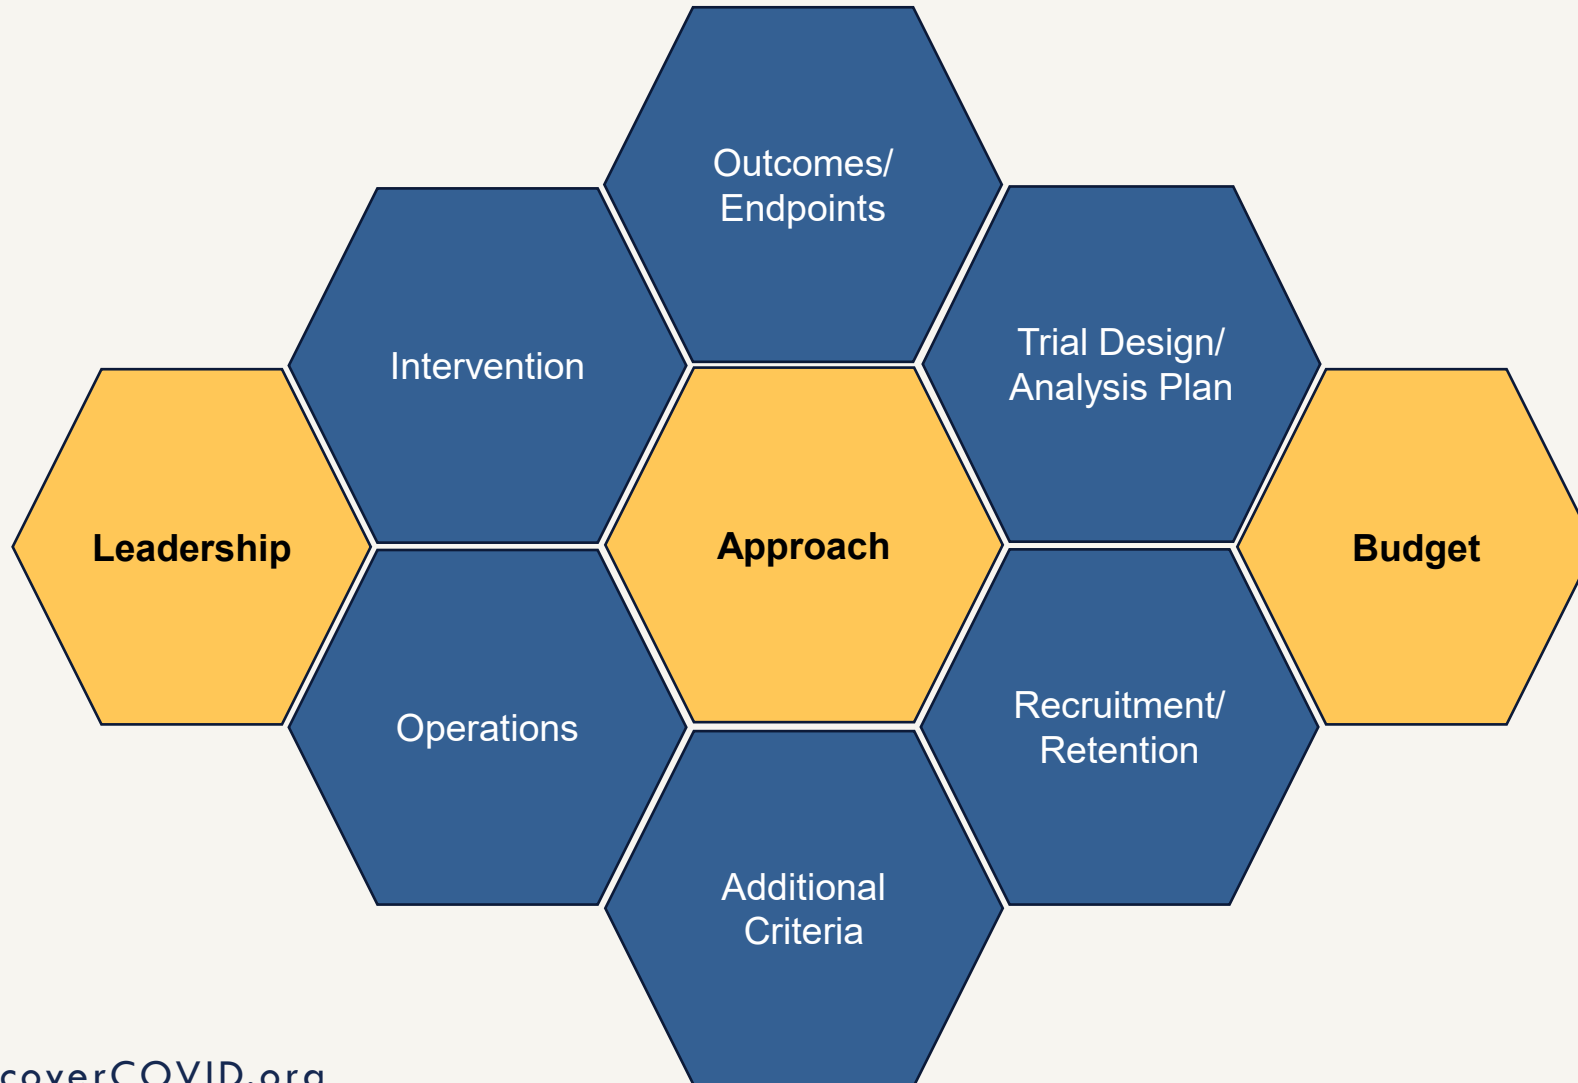 Outcomes/
Endpoints
Intervention
Trial Design/
Analysis Plan
Leadership
Approach
Budget
Operations
Recruitment/
Retention
Additional
Criteria
coverCOVID.org